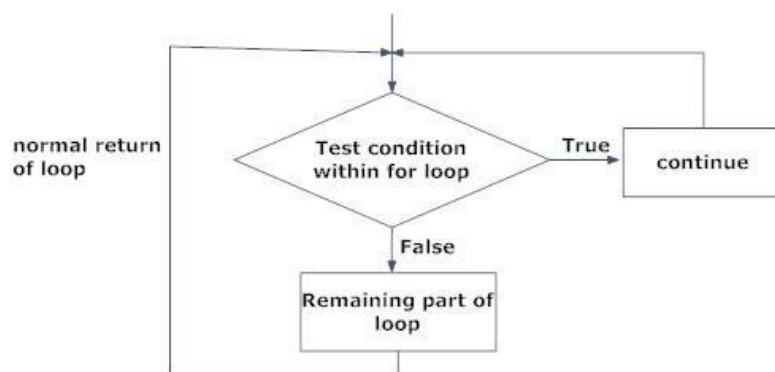 normal return
of loop
Test condition
within for loop
True
continue
False
Remaining part of
loop